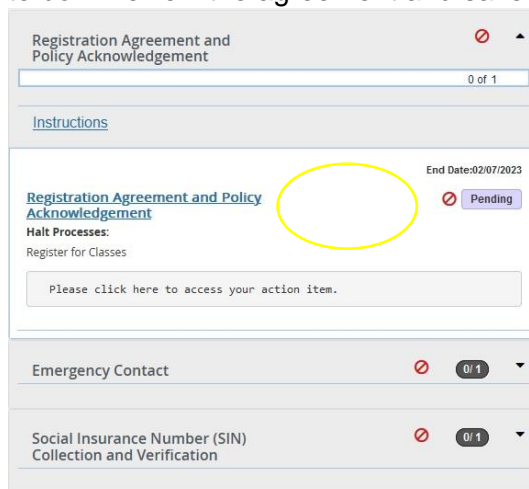 Registration Agreement and
Policy Acknowledgement
0 of 1
Instructions
End Date:02/07/2023
Registration Agreement and Policy
Acknowledgement
Pending
Halt Processes:
Register for Classes
Please click here to access your action item.
Emergency Contact
0/ 1
Social Insurance Number (SIN)
Collection and Verification
0/ 1